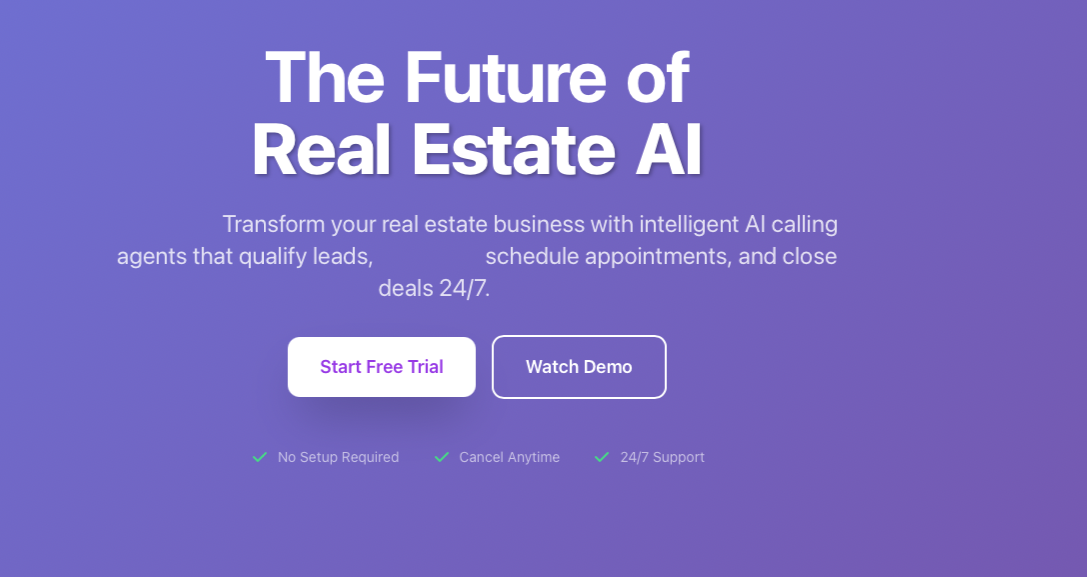 The Future of
Real Estate AI
Transform your real estate business with intelligent AI calling
agents that qualify leads, schedule appointments, and close
deals 24/7.
Start Free Trial
Watch Demo
No Setup Required
Cancel Anytime
24/7 Support